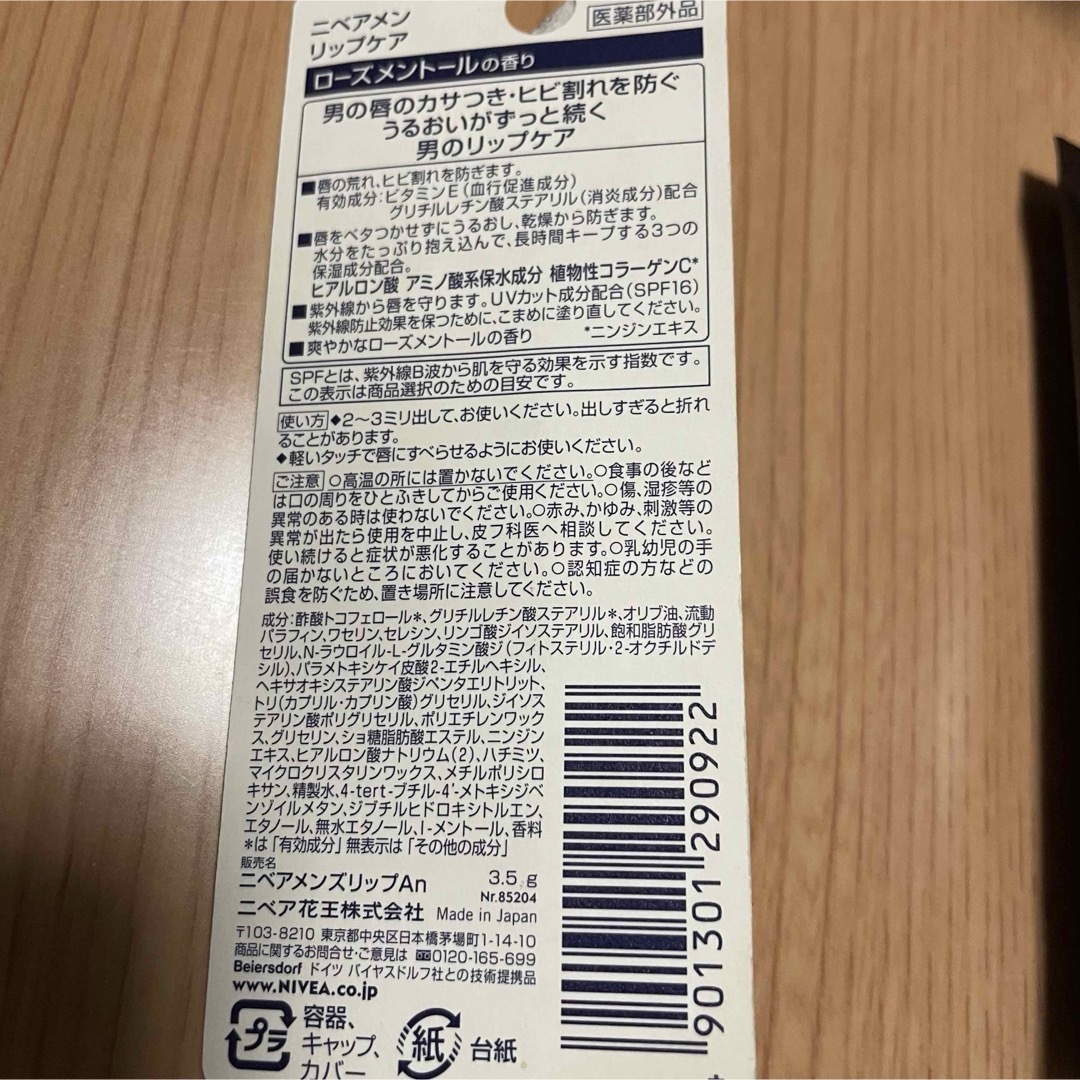 ニベアメン
リップケア
医薬部外品
ローズメントールの香り
男の唇のカサつき・ヒビ割れを防ぐ
うるおいがずっと続く
男のリップケア
■唇の荒れ、ヒビ割れを防ぎます。
有効成分:ビタミンE(血行促進成分)
グリチルレチン酸ステアリル(消炎成分)配合
■唇をベタつかせずにうるおし、乾燥から防ぎます。
水分をたっぷり抱え込んで、長時間キープする3つの
保湿成分配合。
ヒアルロン酸 アミノ酸系保水成分 植物性コラーゲンC*
■紫外線から唇を守ります。UVカット成分配合(SPF16)
紫外線防止効果を保つために、こまめに塗り直してください。
■爽やかなローズメントールの香り *ニンジンエキス
SPFとは、紫外線B波から肌を守る効果を示す指数です。
この表示は商品選択のための目安です。
使い方 ◆2〜3ミリ出して、お使いください。出しすぎると折れ
ることがあります。
◆軽いタッチで唇にすべらせるようにお使いください。
ご注意 ○高温の所には置かないでください。○食事の後など
は口の周りをひとふきしてからご使用ください。○傷、湿疹等の
異常のある時は使わないでください。○赤み、かゆみ、刺激等の
異常が出たら使用を中止し、皮フ科医へ相談してください。
使い続けると症状が悪化することがあります。○乳幼児の手
の届かないところにおいてください。○認知症の方などの
誤食を防ぐため、置き場所に注意してください。
成分:酢酸トコフェロール*、グリチルレチン酸ステアリル*、オリブ油、流動
パラフィン、ワセリン、セレシン、リンゴ酸ジイソステアリル、飽和脂肪酸グリ
セリル、N-ラウロイル-L-グルタミン酸ジ(フィトステリル・2-オクチルドデ
シル)、パラメトキシケイ皮酸2-エチルヘキシル、
ヘキサオキシステアリン酸ジペンタエリトリット、
トリ(カプリル・カプリン酸)グリセリル、ジイソス
テアリン酸ポリグリセリル、ポリエチレンワック
ス、グリセリン、ショ糖脂肪酸エステル、ニンジン
エキス、ヒアルロン酸ナトリウム(2)、ハチミツ、
マイクロクリスタリンワックス、メチルポリシロ
キサン、精製水、4-tert-ブチル-4'-メトキシジベ
ンゾイルメタン、ジブチルヒドロキシトルエン、
エタノール、無水エタノール、l-メントール、香料
*は「有効成分」無表示は「その他の成分」
販売名
ニベアメンズリップAn 3.5 g
Nr.85204
ニベア花王株式会社 Made in Japan
〒103-8210 東京都中央区日本橋茅場町1-14-10
商品に関するお問合せ・ご意見は 0120-165-699
Beiersdorf ドイツ バイヤスドルフ社との技術提携品
www.NIVEA.co.jp
プラ
容器、
キャップ、
カバー
紙
台紙
4 901301 290922